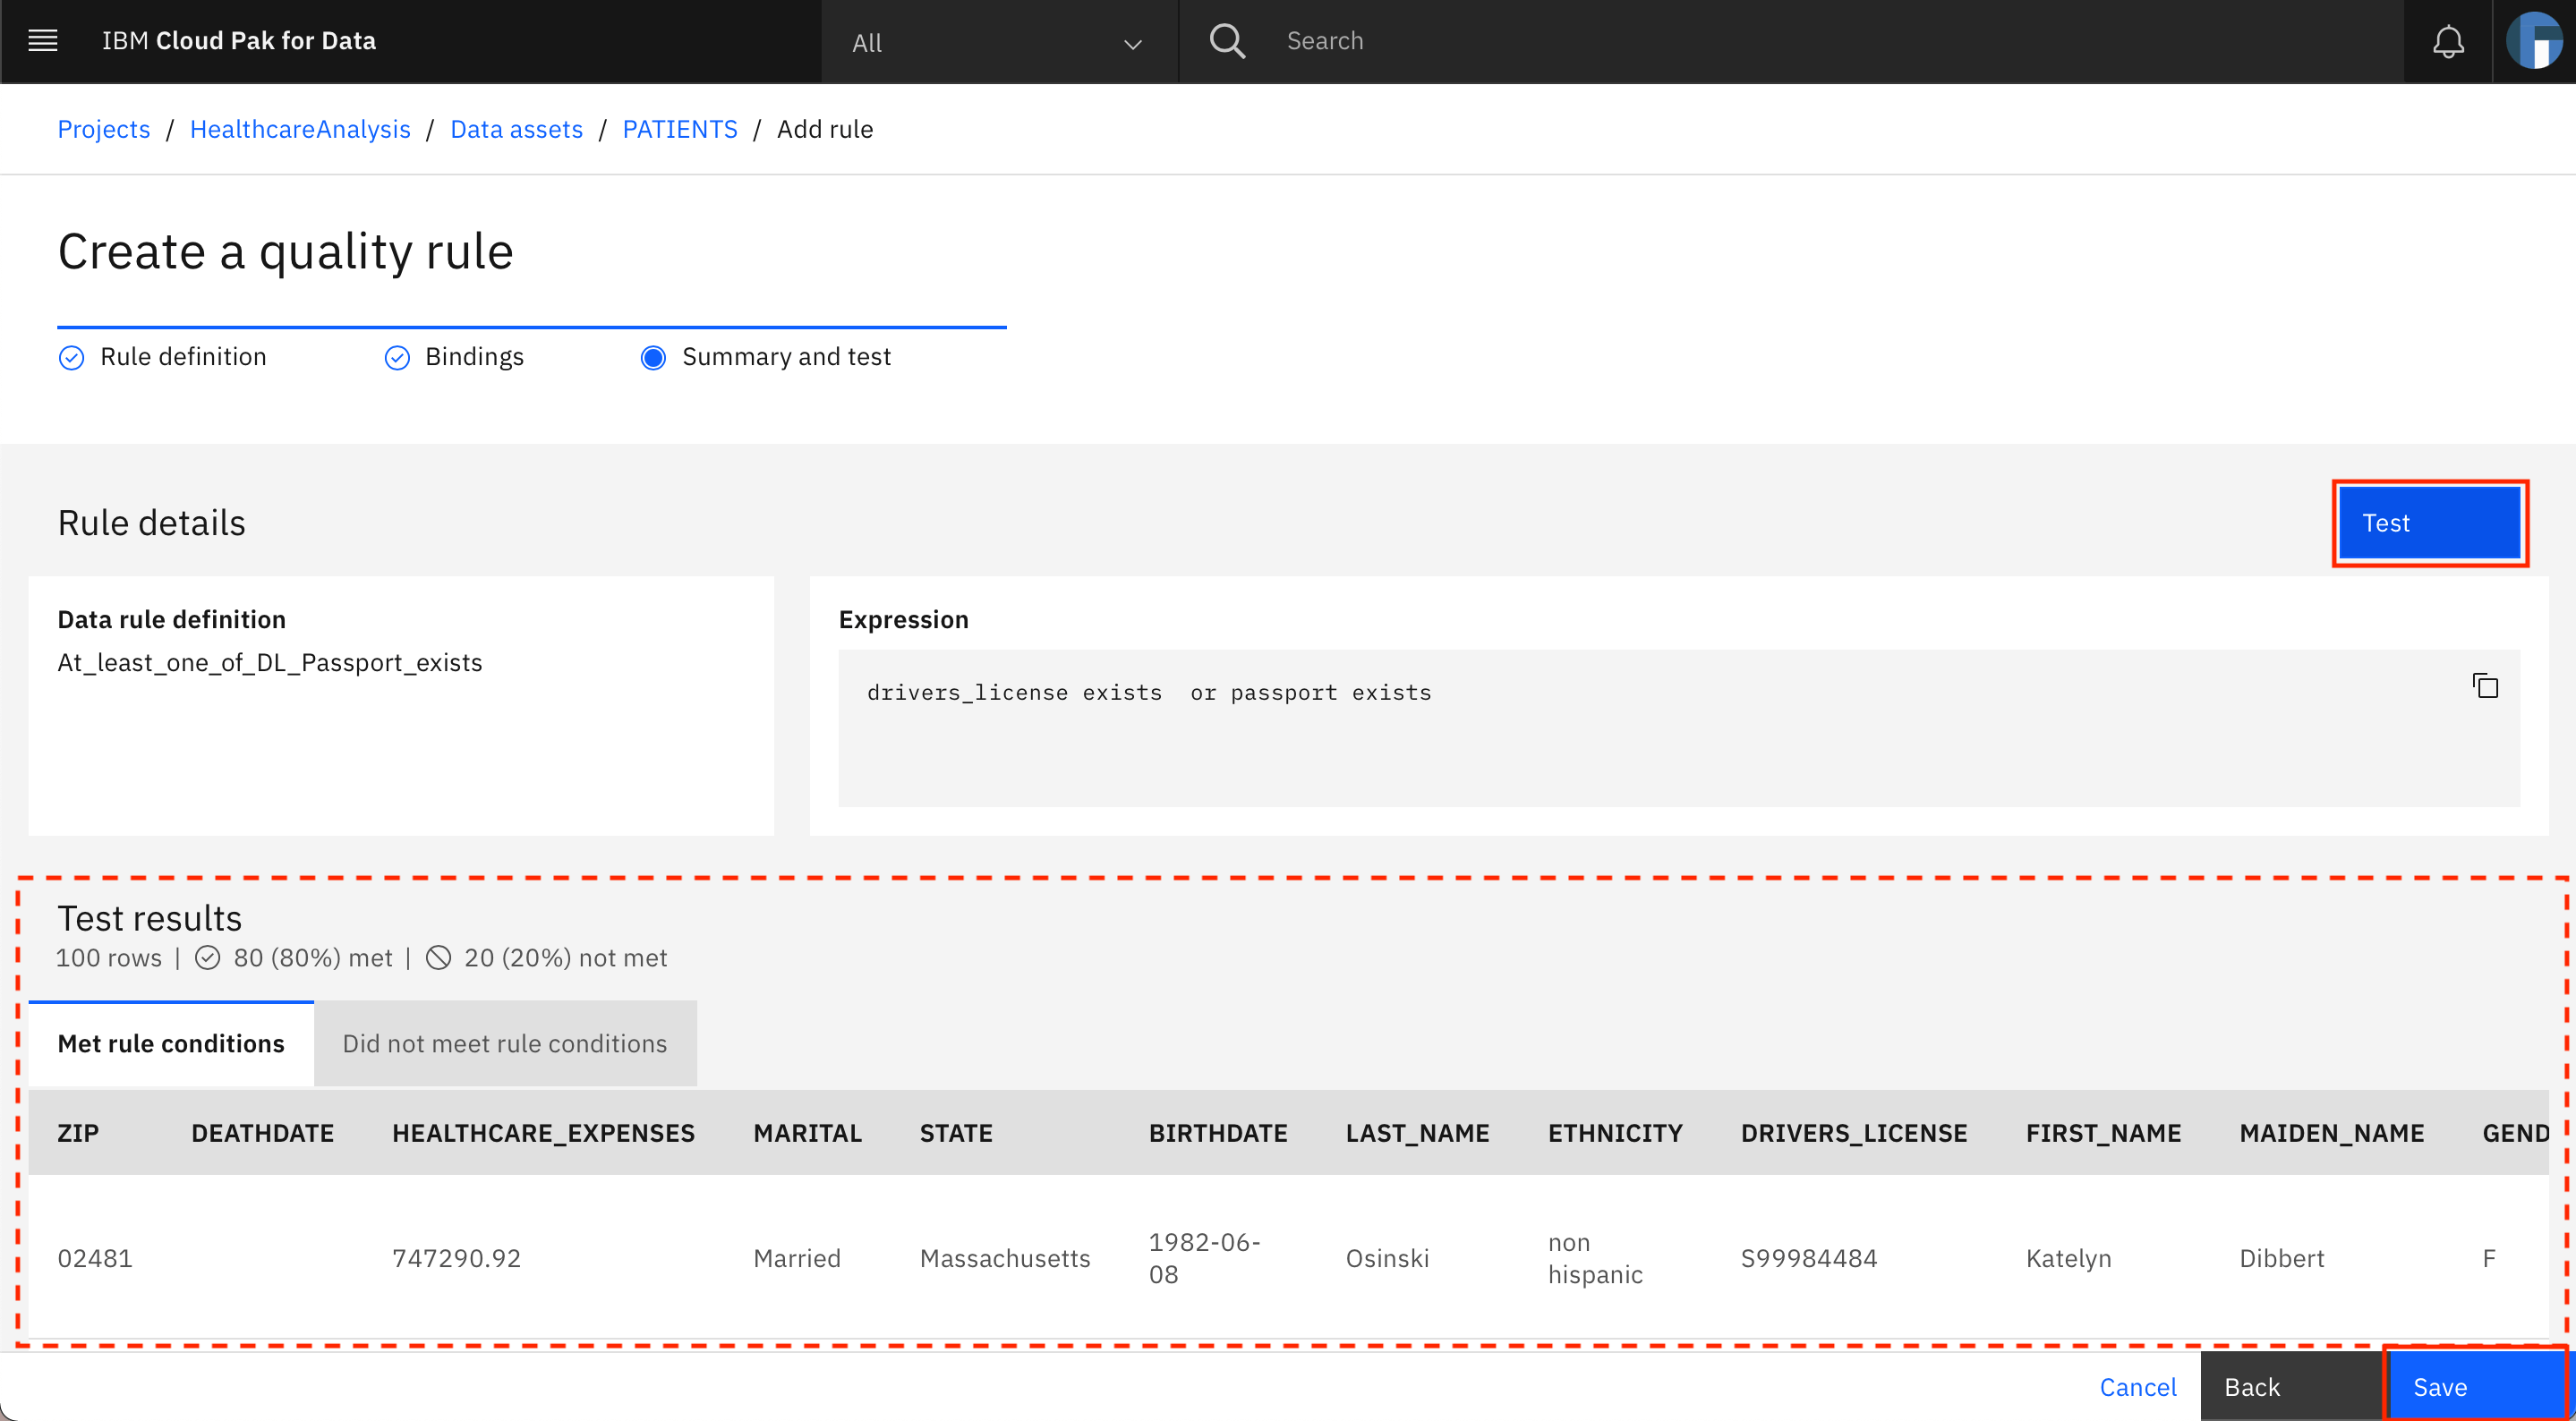 IBM Cloud Pak for Data
All
Search
Projects / HealthcareAnalysis / Data assets / PATIENTS / Add rule
Create a quality rule
Rule definition
Bindings
Summary and test
Rule details
Test
Data rule definition
At_least_one_of_DL_Passport_exists
Expression
drivers_license exists  or passport exists
Test results
100 rows | 80 (80%) met | 20 (20%) not met
Met rule conditions
Did not meet rule conditions
ZIP DEATHDATE HEALTHCARE_EXPENSES MARITAL STATE BIRTHDATE LAST_NAME ETHNICITY DRIVERS_LICENSE FIRST_NAME MAIDEN_NAME GEND
02481 747290.92 Married Massachusetts 1982-06-08 Osinski non hispanic S99984484 Katelyn Dibbert F
Cancel
Back
Save